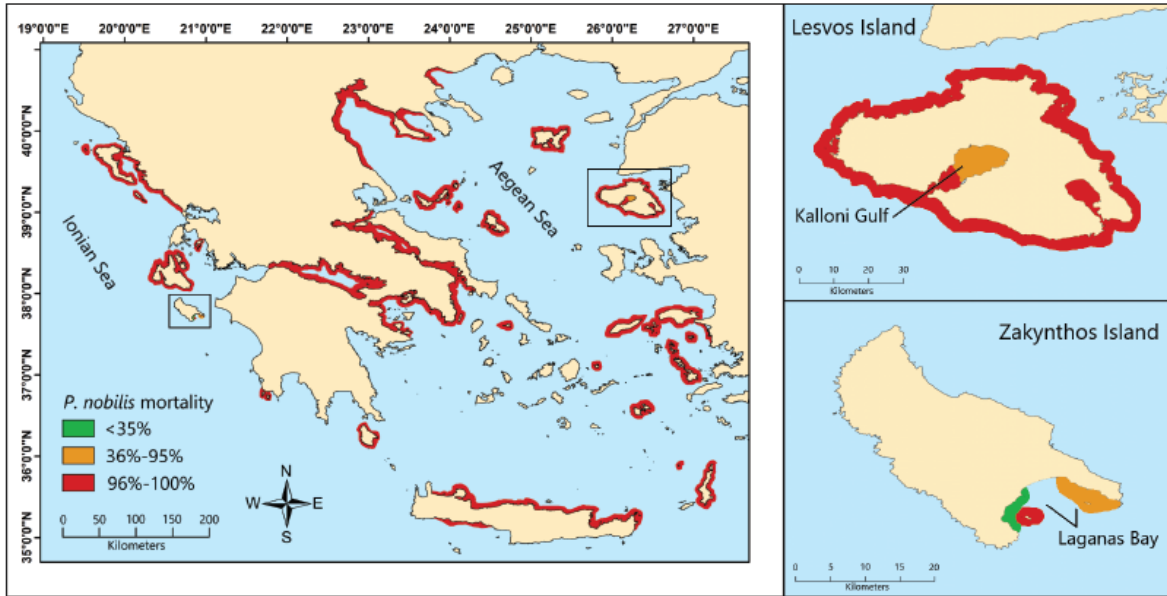 19°0'0"E 20°0'0"E 21°0'0"E 22°0'0"E 23°0'0"E 24°0'0"E 25°0'0"E 26°0'0"E 27°0'0"E
40°0'0"N
39°0'0"N
38°0'0"N
37°0'0"N
36°0'0"N
35°0'0"N
Ionian Sea
Aegean Sea
P. nobilis mortality
<35%
36%-95%
96%-100%
0 50 100 150 200
Kilometers
N
W E
S
Lesvos Island
Kalloni Gulf
0 10 20 30
Kilometers
Zakynthos Island
Laganas Bay
0 5 10 15 20
Kilometers